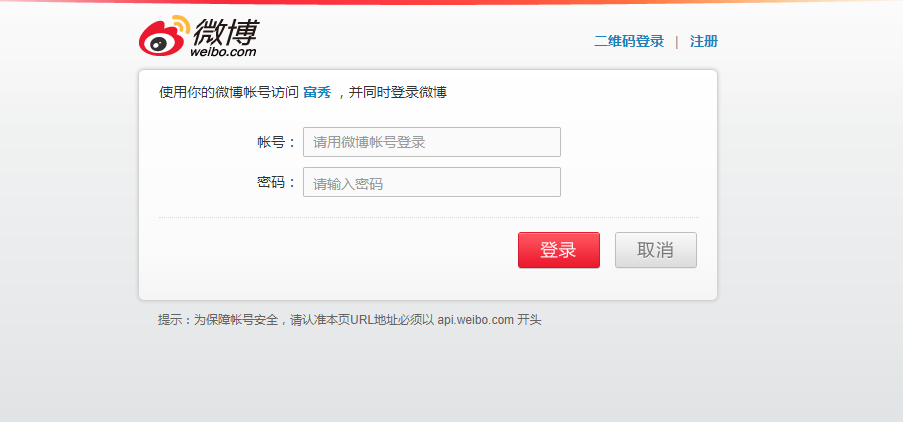 微博
weibo.com
二维码登录 | 注册
使用你的微博帐号访问 富秀 ，并同时登录微博
帐号： 请用微博帐号登录
密码： 请输入密码
登录 取消
提示：为保障帐号安全，请认准本页URL地址必须以 api.weibo.com 开头